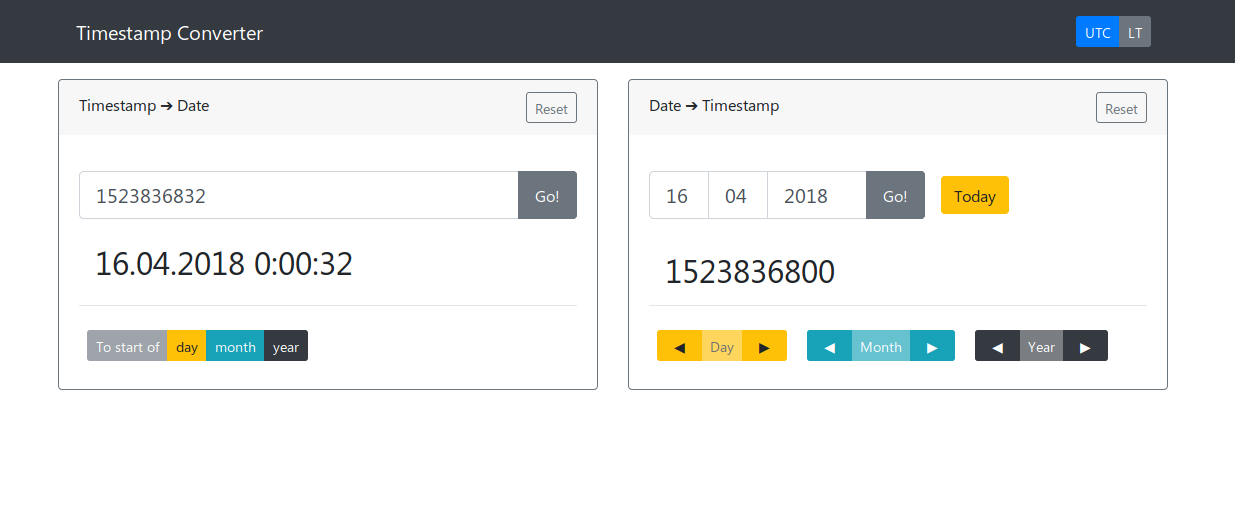 Timestamp Converter
UTC LT
Timestamp ➔ Date
Reset
1523836832
Go!
16.04.2018 0:00:32
To start of day month year
Date ➔ Timestamp
Reset
16 04 2018 Go! Today
1523836800
◀ Day ▶ ◀ Month ▶ ◀ Year ▶